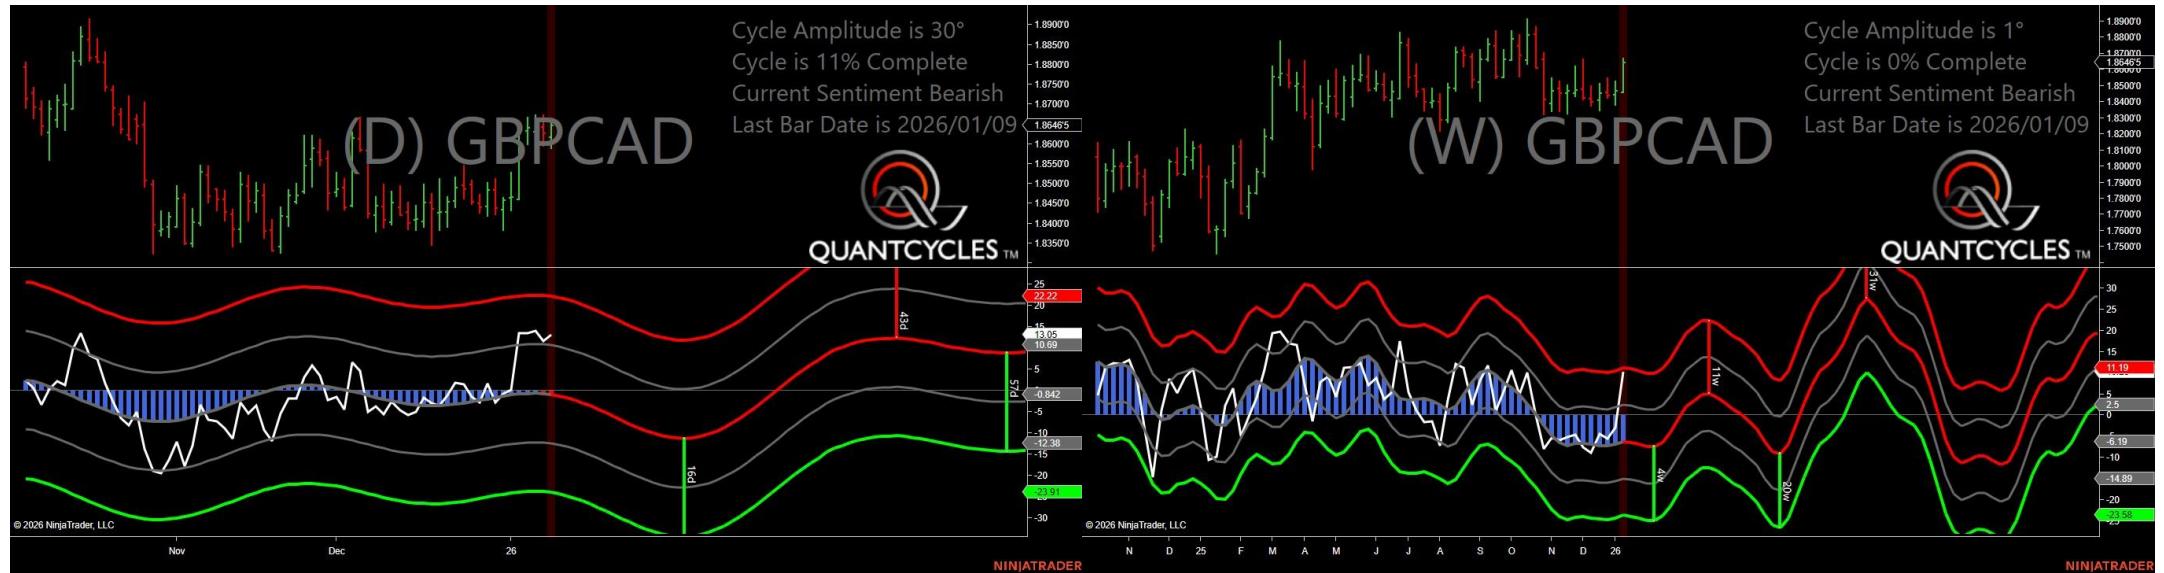 Cycle Amplitude is 30°
Cycle is 11% Complete
Current Sentiment Bearish
Last Bar Date is 2026/01/09
(D) GBPCAD
QUANTCYCLES TM
1.8900'0
1.8850'0
1.8800'0
1.8750'0
1.8700'0
1.8646'5
1.8600'0
1.8550'0
1.8500'0
1.8450'0
1.8400'0
1.8350'0
25
22.22
20
15
13.05
10.69
5
-0.842
-5
-10
-12.38
-15
-20
-23.91
-30
43d
57d
16d
© 2026 NinjaTrader, LLC
Nov
Dec
26
NINJATRADER
Cycle Amplitude is 1°
Cycle is 0% Complete
Current Sentiment Bearish
Last Bar Date is 2026/01/09
(W) GBPCAD
QUANTCYCLES TM
1.8900'0
1.8800'0
1.8700'0
1.8646'5
1.8600'0
1.8500'0
1.8400'0
1.8300'0
1.8200'0
1.8100'0
1.8000'0
1.7900'0
1.7800'0
1.7700'0
1.7600'0
1.7500'0
30
25
20
15
11.19
5
2.5
0
-6.19
-10
-14.89
-20
-23.58
31w
11w
4w
20w
© 2026 NinjaTrader, LLC
N
D
25
F
M
A
M
J
J
A
S
O
N
D
26
NINJATRADER